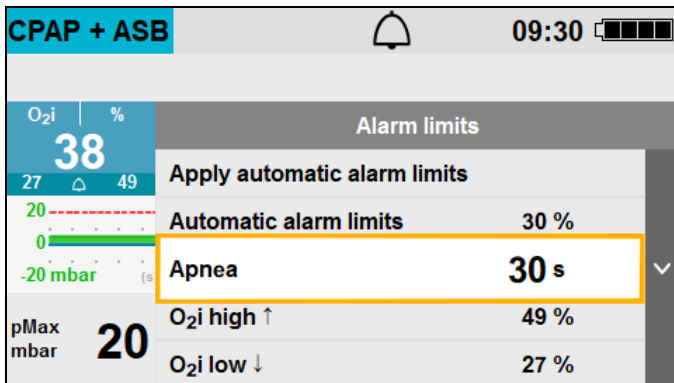 CPAP + ASB 09:30
O₂i %
38
27 49
20
0
-20 mbar (s
pMax
mbar
20
Alarm limits
Apply automatic alarm limits
Automatic alarm limits 30 %
Apnea 30 s
O₂i high ↑ 49 %
O₂i low ↓ 27 %